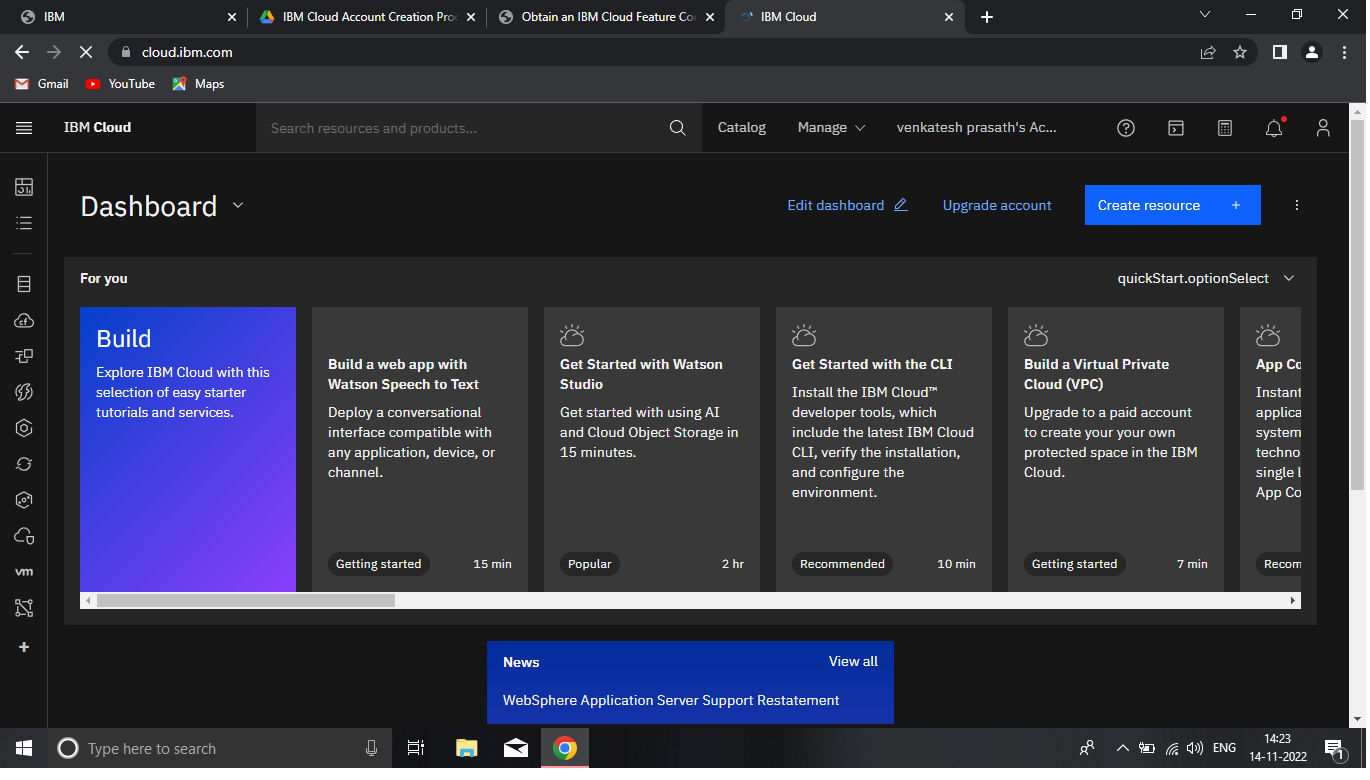 IBM
IBM Cloud Account Creation Proc
Obtain an IBM Cloud Feature Co
IBM Cloud
cloud.ibm.com
Gmail
YouTube
Maps
IBM Cloud
Search resources and products...
Catalog
Manage
venkatesh prasath's Ac...
Dashboard
Edit dashboard
Upgrade account
Create resource +
For you
quickStart.optionSelect
Build
Explore IBM Cloud with this
selection of easy starter
tutorials and services.
Build a web app with
Watson Speech to Text
Deploy a conversational
interface compatible with
any application, device, or
channel.
Getting started
15 min
Get Started with Watson
Studio
Get started with using AI
and Cloud Object Storage in
15 minutes.
Popular
2 hr
Get Started with the CLI
Install the IBM Cloud™
developer tools, which
include the latest IBM Cloud
CLI, verify the installation,
and configure the
environment.
Recommended
10 min
Build a Virtual Private
Cloud (VPC)
Upgrade to a paid account
to create your your own
protected space in the IBM
Cloud.
Getting started
7 min
App Co
Instant
applica
system
techno
single l
App Co
Recom
cf
vm
News
View all
WebSphere Application Server Support Restatement
Type here to search
ENG
14:23
14-11-2022
1